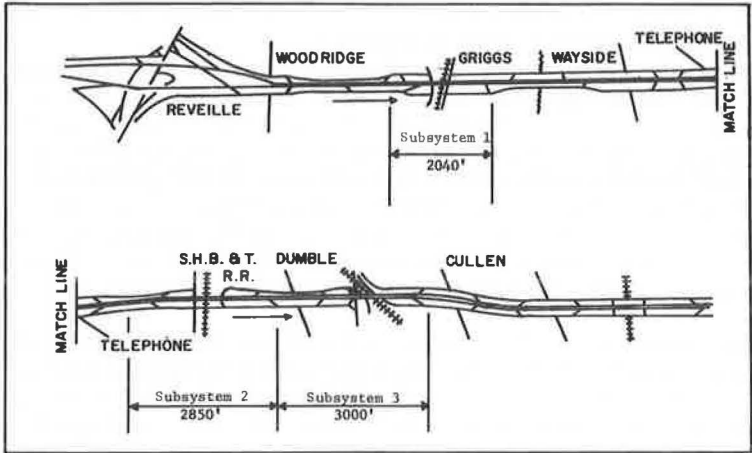 WOODRIDGE GRIGGS WAYSIDE TELEPHONE
REVEILLE
MATCH LINE
Subsystem 1
2040'
S.H.B. & T. DUMBLE CULLEN
R.R.
MATCH LINE
TELEPHONE
Subsystem 2 Subsystem 3
2850' 3000'